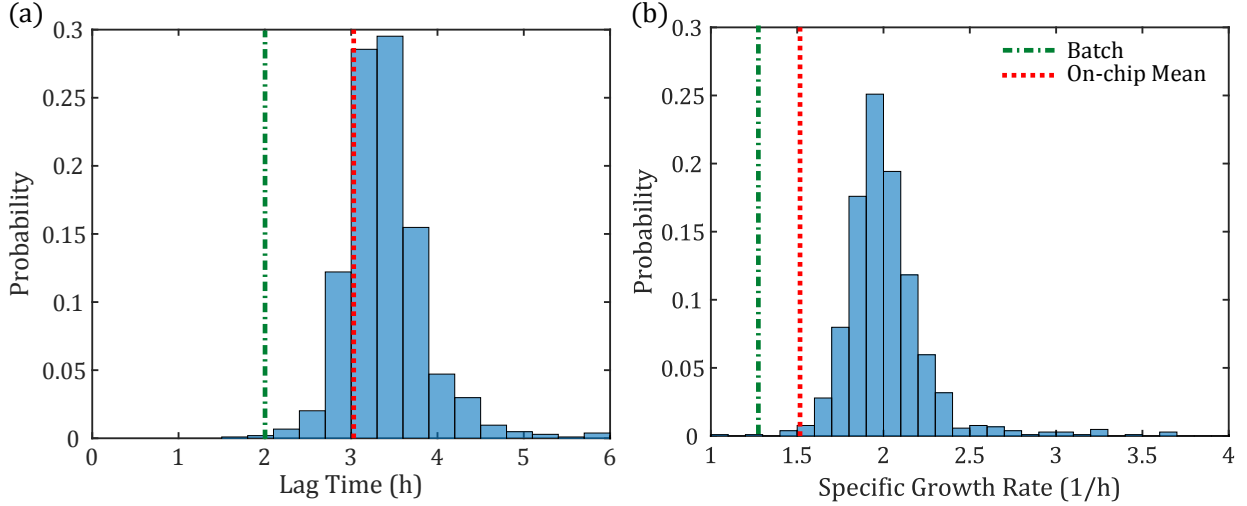 (a)
0.3
0.25
0.2
0.15
0.1
0.05
0
Probability
0 1 2 3 4 5 6
Lag Time (h)
(b)
0.3
0.25
0.2
0.15
0.1
0.05
0
Probability
Batch
On-chip Mean
1 1.5 2 2.5 3 3.5 4
Specific Growth Rate (1/h)